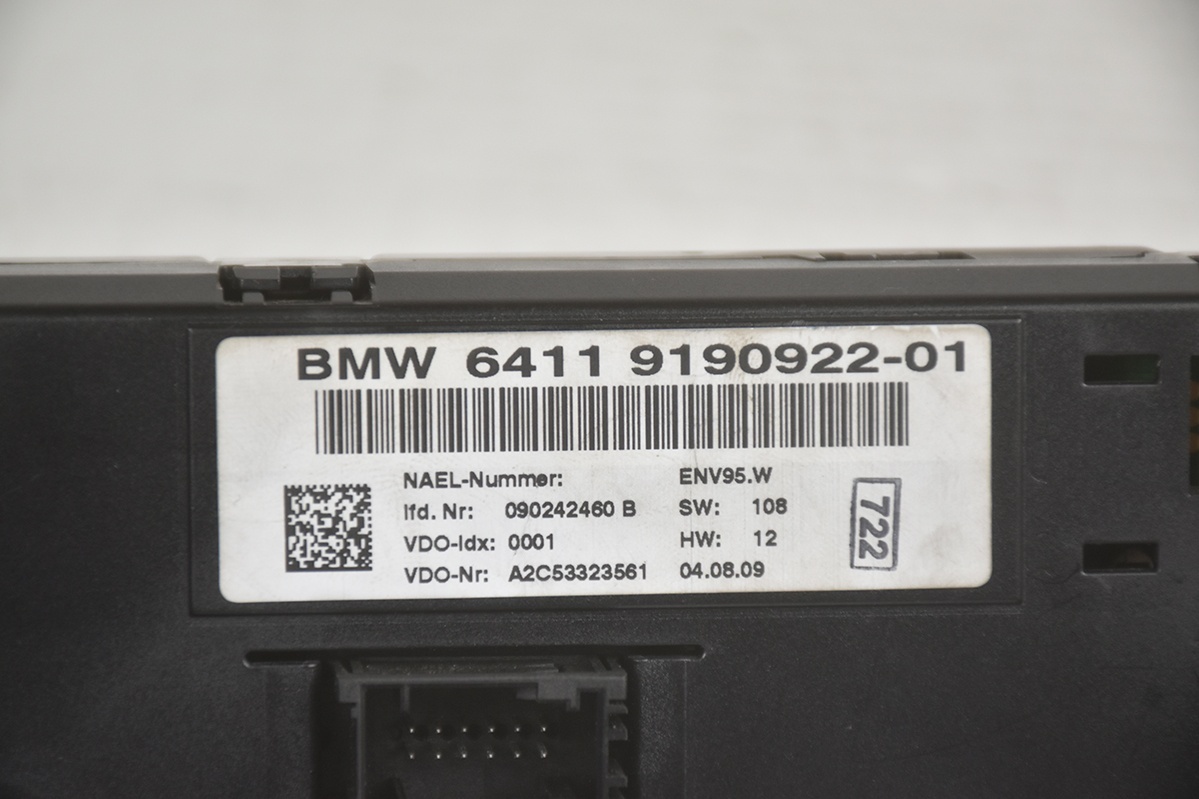 BMW 6411 9190922-01
NAEL-Nummer: ENV95.W
lfd. Nr: 090242460 B SW: 108
VDO-Idx: 0001 HW: 12
VDO-Nr: A2C53323561 04.08.09
722